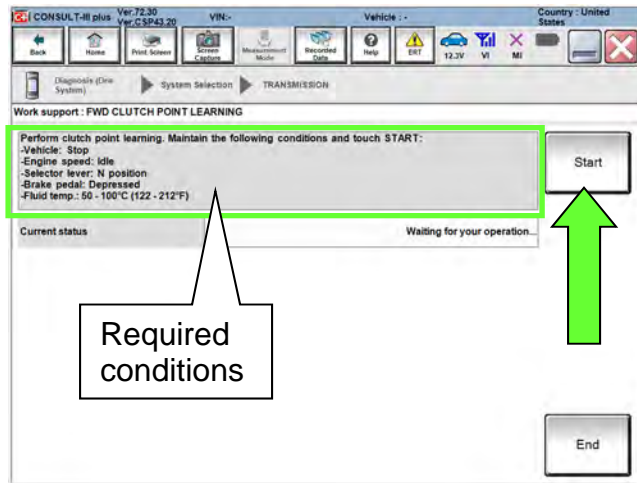 CONSULT-III plus Ver.72.30 VIN:- Vehicle : - Country : United
Ver.CSP43.20 States
Back Home Print Screen Screen Capture Measurement Mode Recorded Data Help ERT 12.3V VI MI
Diagnosis (One System) System Selection TRANSMISSION
Work support : FWD CLUTCH POINT LEARNING
Perform clutch point learning. Maintain the following conditions and touch START:
-Vehicle: Stop
-Engine speed: Idle
-Selector lever: N position
-Brake pedal: Depressed
-Fluid temp.: 50 - 100°C (122 - 212°F)
Start
Current status Waiting for your operation...
Required
conditions
End